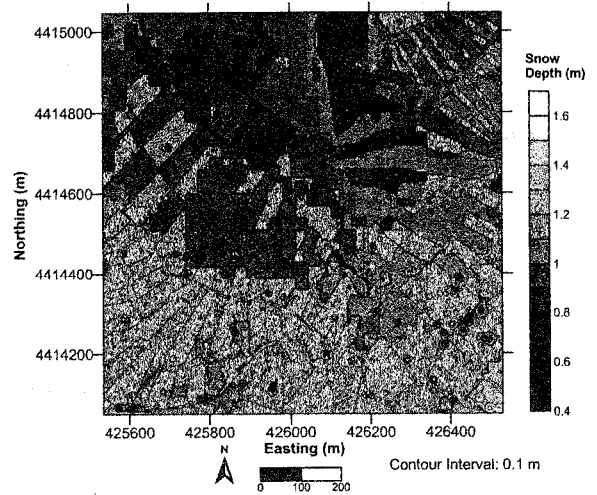 4415000
4414800
4414600
4414400
4414200
Northing (m)
425600 425800 426000 426200 426400
Easting (m)
Snow
Depth (m)
1.6
1.4
1.2
1
0.8
0.6
0.4
N
0 100 200
Contour Interval: 0.1 m